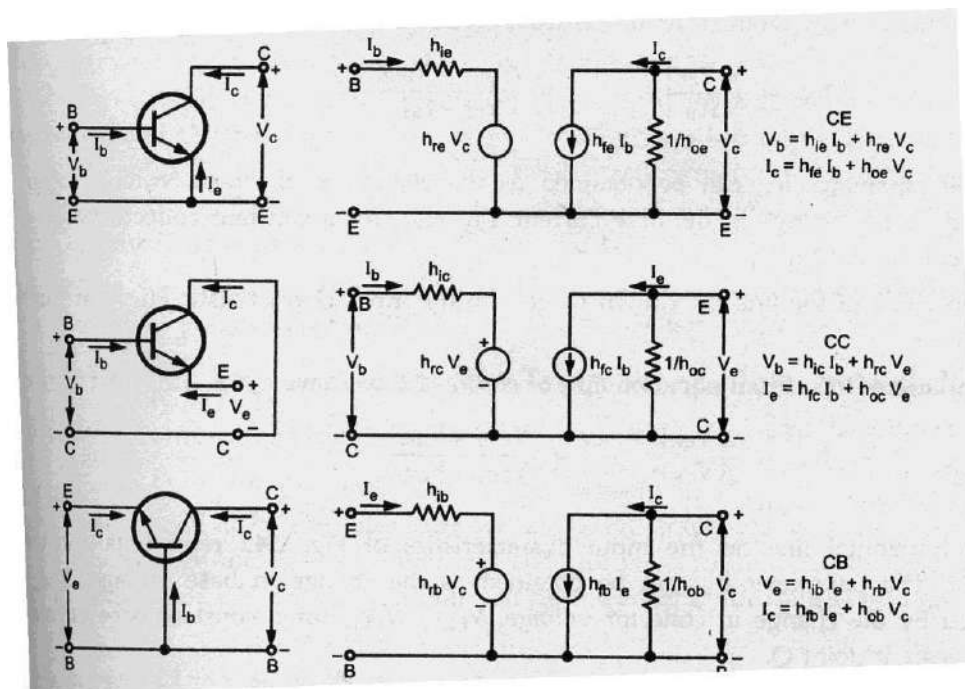 C
+
I_c
B
+
I_b
V_b
V_c
I_e
−
E
−
E
I_b
h_ie
+
B
h_re V_c
h_fe I_b
1/h_oe
I_c
C
+
V_c
−
E
−
E
CE
V_b = h_ie I_b + h_re V_c
I_c = h_fe I_b + h_oe V_c
I_c
B
+
I_b
V_b
E
+
I_e
V_e
−
C
−
C
I_b
h_ic
+
B
V_b
+
h_rc V_e
h_fc I_b
1/h_oc
I_e
E
+
V_e
−
C
C
−
CC
V_b = h_ic I_b + h_rc V_e
V_e = h_fc I_b + h_oc V_e
E
+
I_c
I_c
C
+
V_e
V_c
I_b
−
B
−
B
I_e
h_ib
+
E
+
h_rb V_c
−
h_fb I_e
1/h_ob
I_c
C
+
V_c
−
B
B
−
CB
V_e = h_ib I_e + h_rb V_c
I_c = h_fb I_e + h_ob V_c